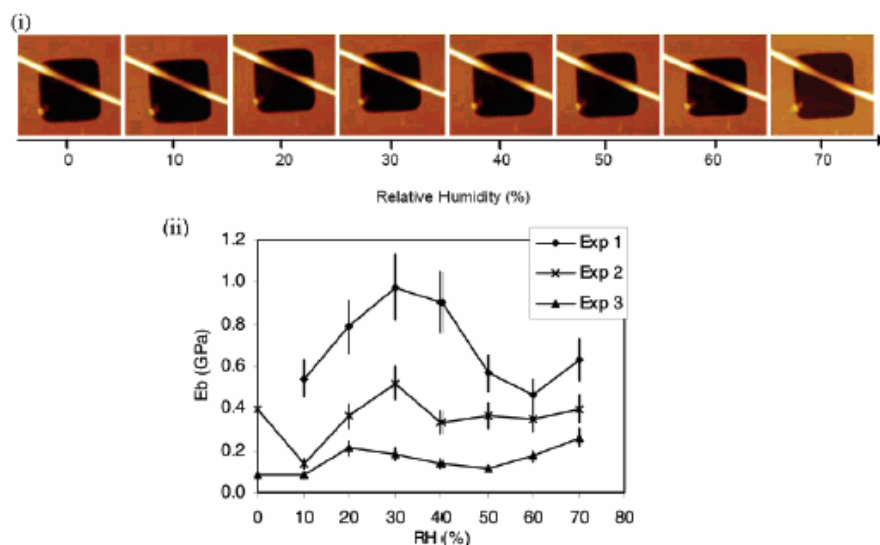 (i)
0 10 20 30 40 50 60 70
Relative Humidity (%)
(ii)
Exp 1
Exp 2
Exp 3
1.2
1.0
0.8
0.6
0.4
0.2
0.0
Eb (GPa)
0 10 20 30 40 50 60 70 80
RH (%)